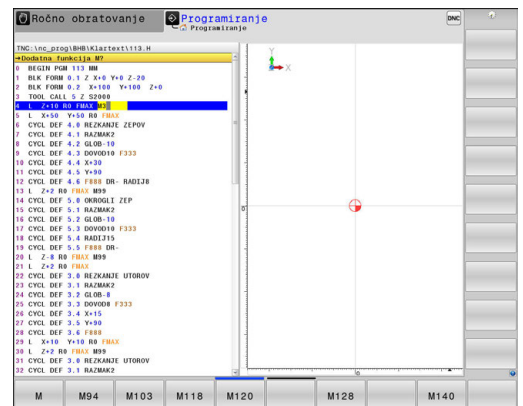 Ročno obratovanje
Programiranje
Programiranje
DNC
TNC:\nc_prog\BHB\Klartext\113.H
→Dodatna funkcija M?
0 BEGIN PGM 113 MM
1 BLK FORM 0.1 Z X+0 Y+0 Z-20
2 BLK FORM 0.2 X+100 Y+100 Z+0
3 TOOL CALL 5 Z S2000
4 L Z+10 R0 FMAX M3
5 L X+50 Y+50 R0 FMAX
6 CYCL DEF 4.0 REZKANJE ZEPOV
7 CYCL DEF 4.1 RAZMAK2
8 CYCL DEF 4.2 GLOB-10
9 CYCL DEF 4.3 DOVOD10 F333
10 CYCL DEF 4.4 X+30
11 CYCL DEF 4.5 Y+90
12 CYCL DEF 4.6 F888 DR- RADIJ8
13 L Z+2 R0 FMAX M99
14 CYCL DEF 5.0 OKROGLI ZEP
15 CYCL DEF 5.1 RAZMAK2
16 CYCL DEF 5.2 GLOB-10
17 CYCL DEF 5.3 DOVOD10 F333
18 CYCL DEF 5.4 RADIJ15
19 CYCL DEF 5.5 F888 DR-
20 L Z-8 R0 FMAX M99
21 L Z+2 R0 FMAX
22 CYCL DEF 3.0 REZKANJE UTOROV
23 CYCL DEF 3.1 RAZMAK2
24 CYCL DEF 3.2 GLOB-8
25 CYCL DEF 3.3 DOVOD8 F333
26 CYCL DEF 3.4 X+15
27 CYCL DEF 3.5 Y+90
28 CYCL DEF 3.6 F888
29 L X+10 Y+10 R0 FMAX
30 L Z+2 R0 FMAX M99
31 CYCL DEF 3.0 REZKANJE UTOROV
32 CYCL DEF 3.1 RAZMAK2
Y
X
0
0
M M94 M103 M118 M120 M128 M140